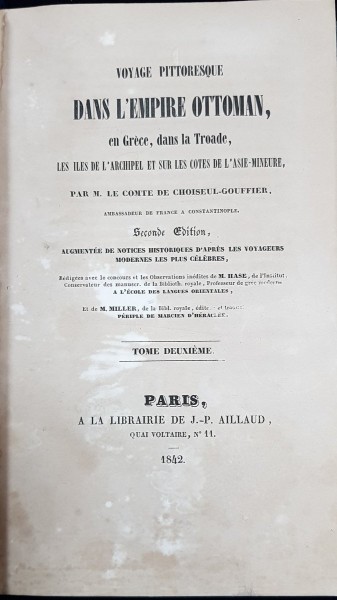 VOYAGE PITTORESQUE
DANS L'EMPIRE OTTOMAN,
en Grèce, dans la Troade,
LES ILES DE L'ARCHIPEL ET SUR LES COTES DE L'ASIE-MINEURE,
PAR M. LE COMTE DE CHOISEUL-GOUFFIER,
AMBASSADEUR DE FRANCE A CONSTANTINOPLE.
Seconde Edition,
AUGMENTÉE DE NOTICES HISTORIQUES D'APRÈS LES VOYAGEURS
MODERNES LES PLUS CÉLÈBRES,
Rédigées avec le concours et les Observations inédites de M. HASE, de l'Institut
Conservateur des manuscr. de la Biblioth. royale, Professeur de grec moderne
A L'ÉCOLE DES LANGUES ORIENTALES,
Et de M. MILLER, de la Bibl. royale, édite et
PÉRIPLE DE MARCIEN D'HÉRACLÉE.
TOME DEUXIÈME.
PARIS,
A LA LIBRAIRIE DE J.-P. AILLAUD,
QUAI VOLTAIRE, N° 11.
1842.